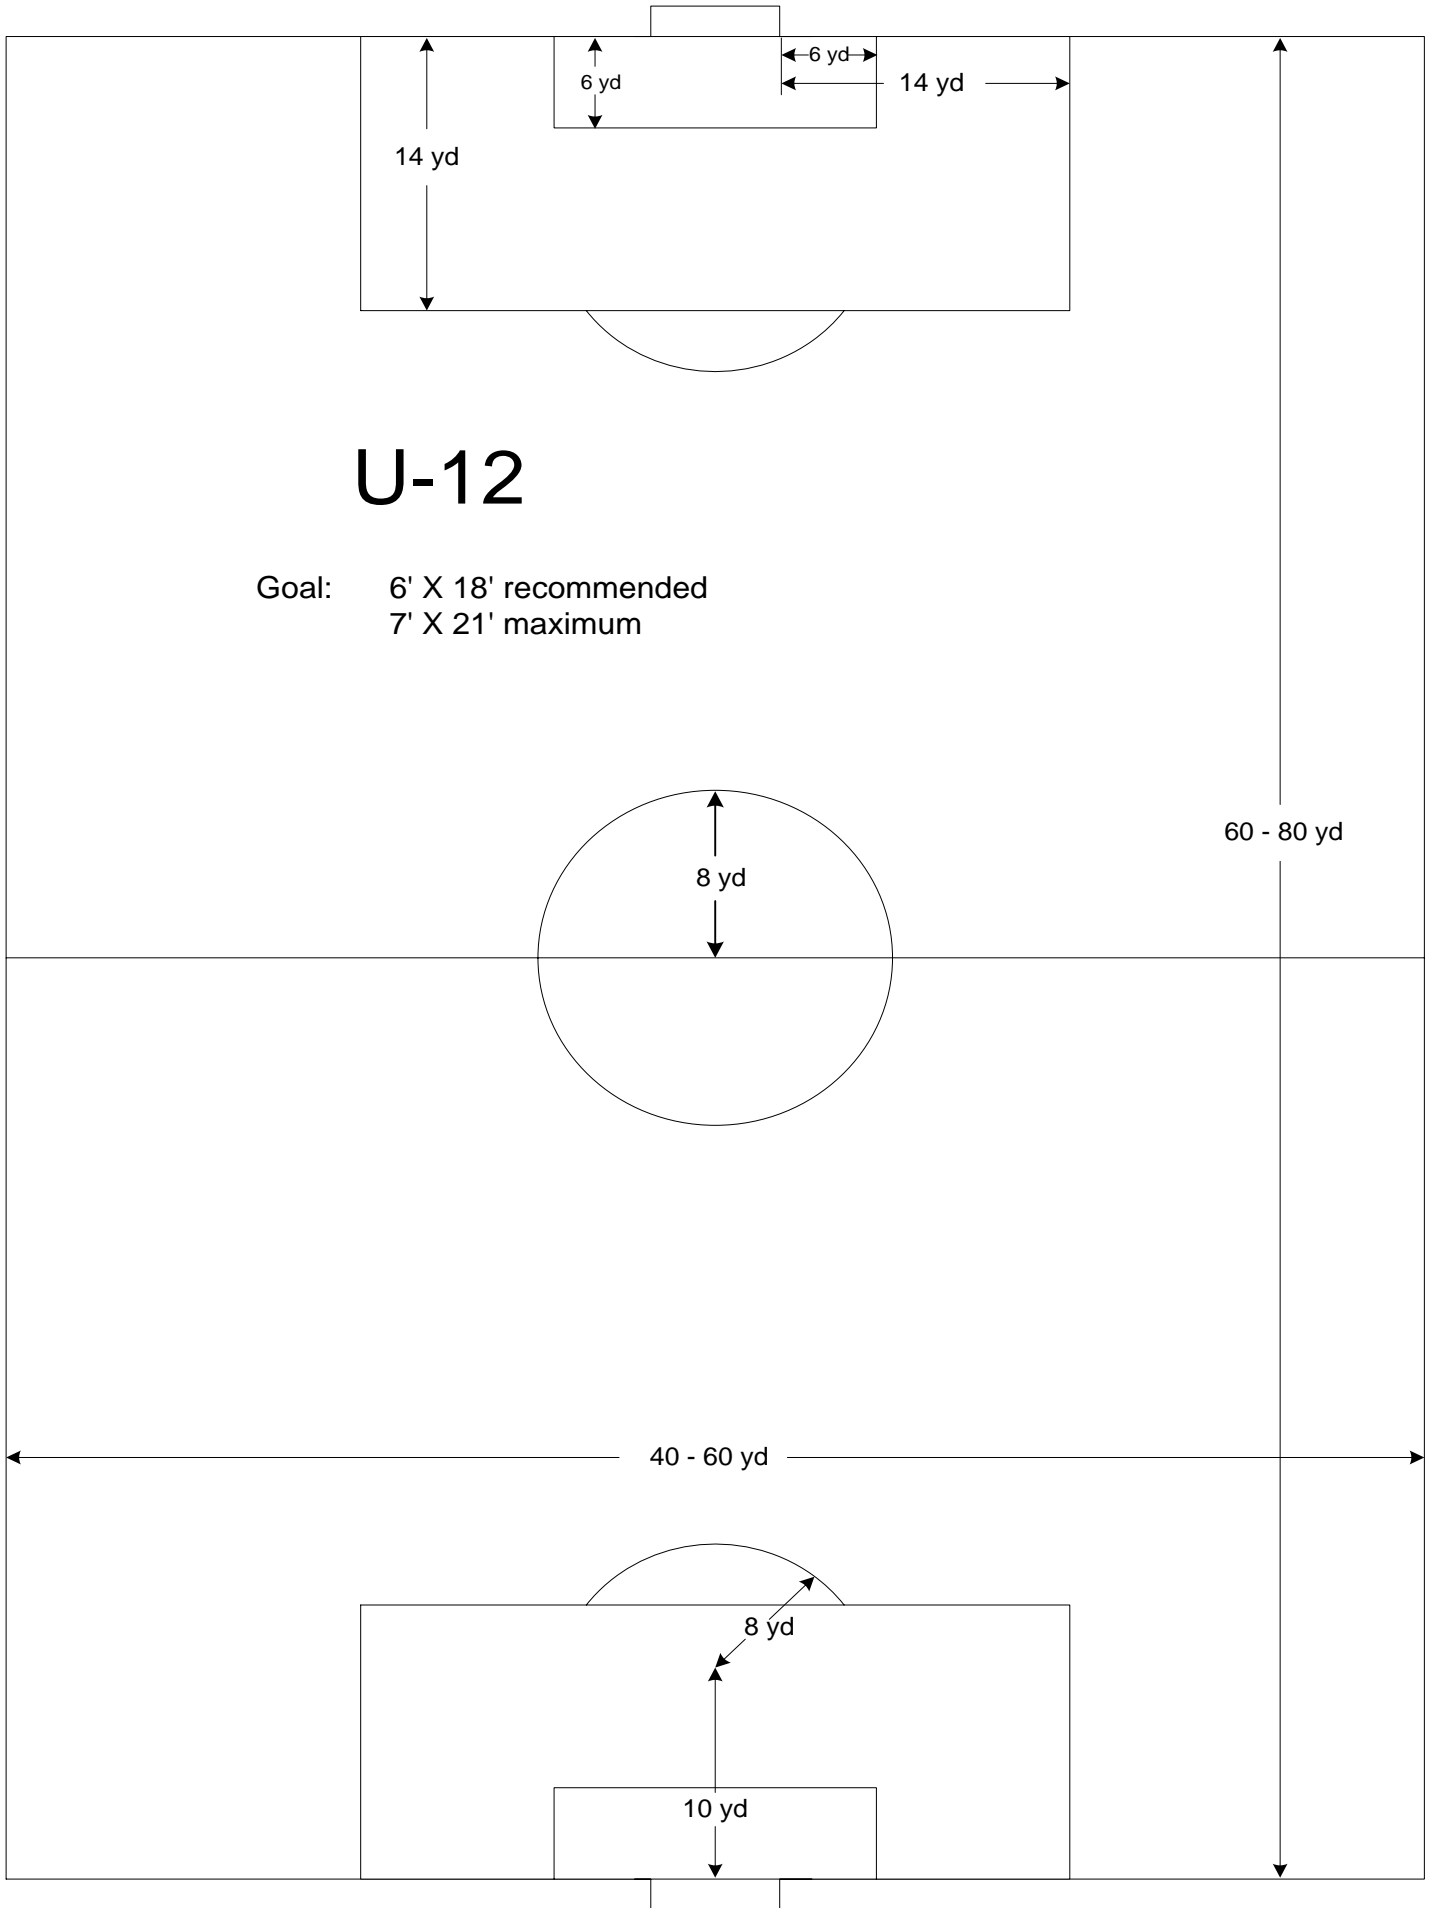 6 yd
6 yd
14 yd
14 yd
U-12
Goal: 6' X 18' recommended
7' X 21' maximum
60 - 80 yd
8 yd
40 - 60 yd
8 yd
10 yd